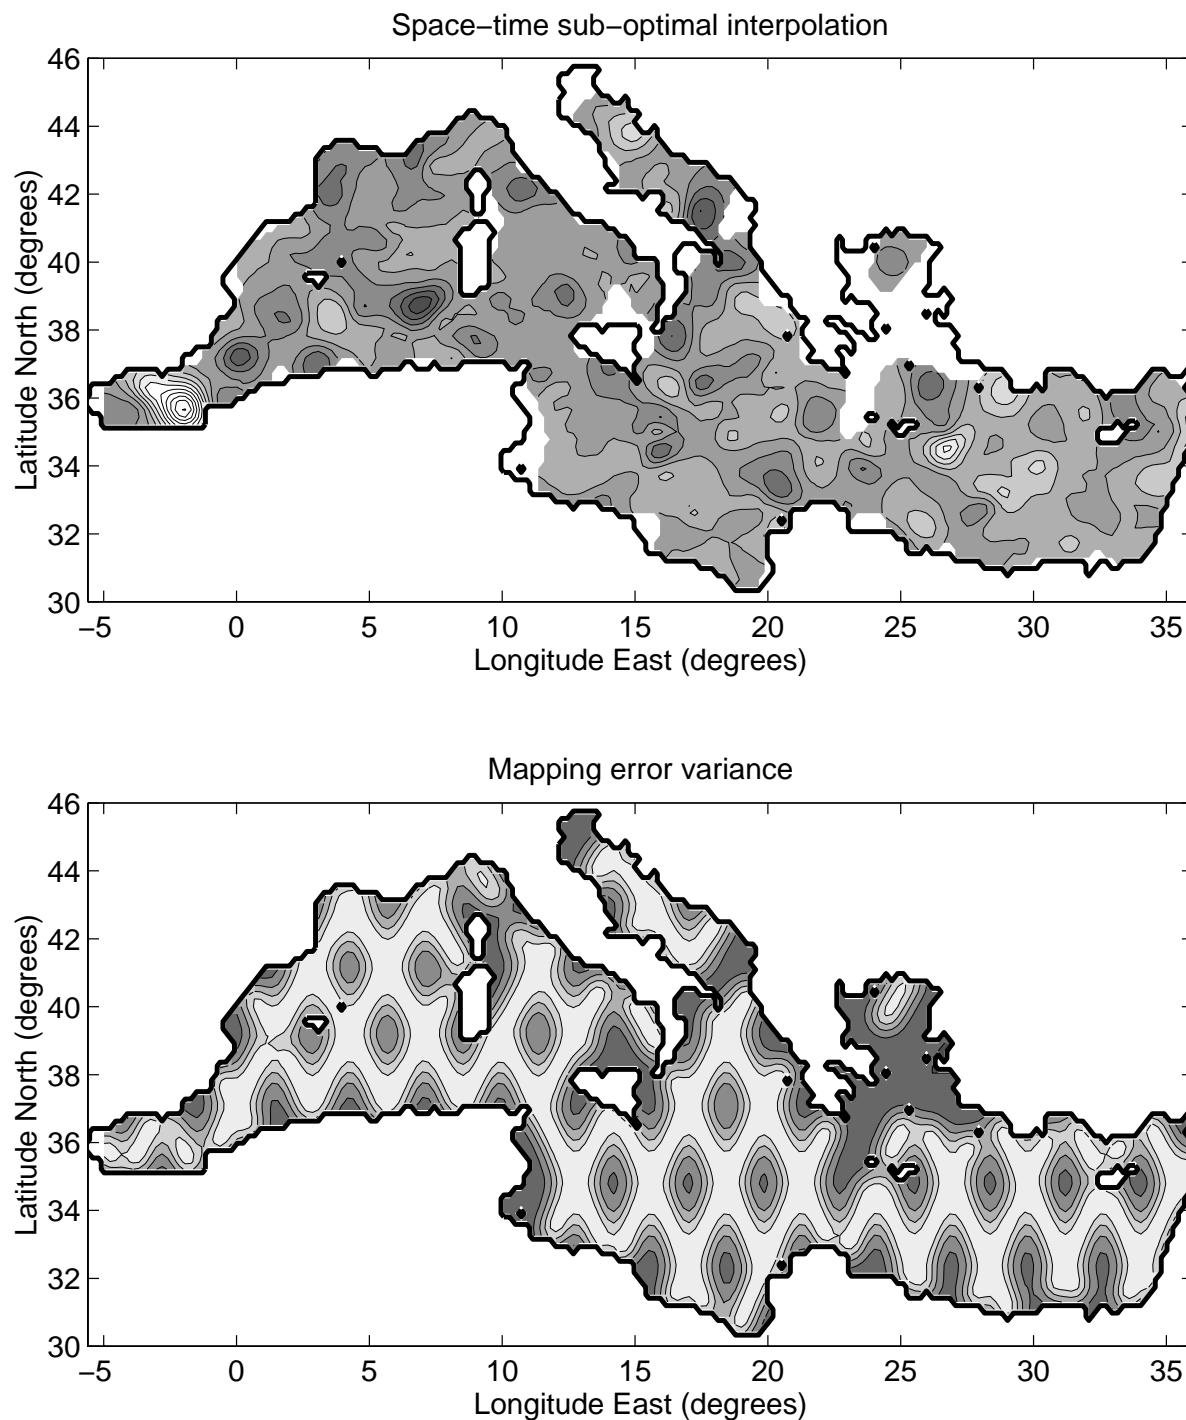 Space−time sub−optimal interpolation
46
44
42
40
38
36
34
32
30
Latitude North (degrees)
−5 0 5 10 15 20 25 30 35
Longitude East (degrees)
Mapping error variance
46
44
42
40
38
36
34
32
30
Latitude North (degrees)
−5 0 5 10 15 20 25 30 35
Longitude East (degrees)